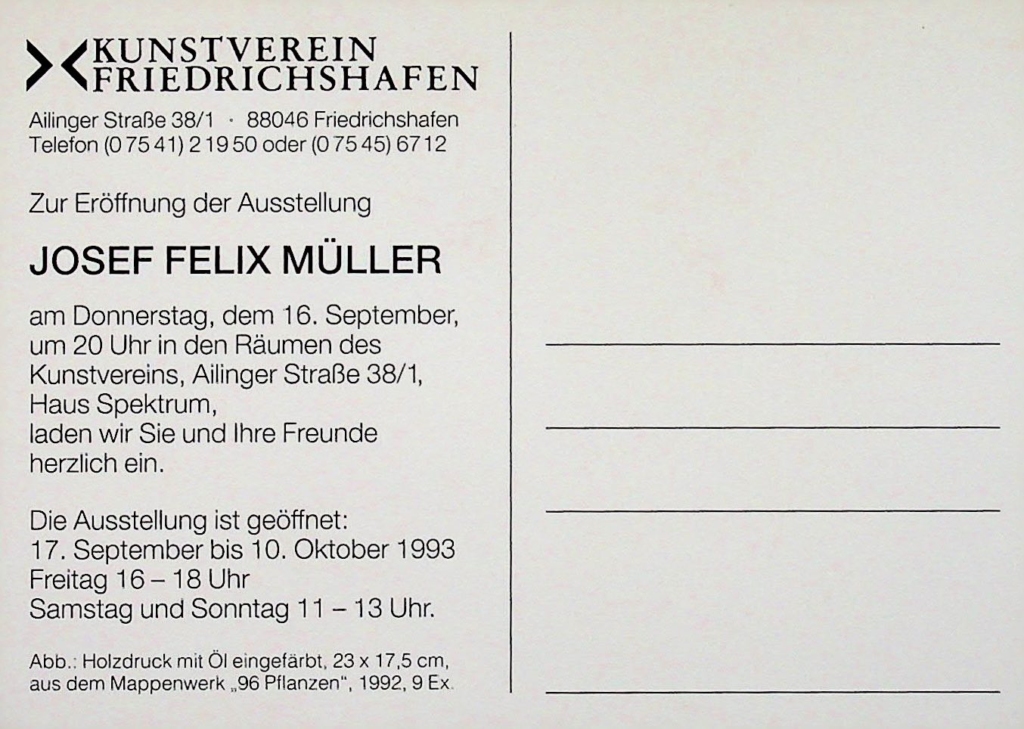 KUNSTVEREIN
FRIEDRICHSHAFEN
Ailinger Straße 38/1 · 88046 Friedrichshafen
Telefon (0 75 41) 2 19 50 oder (0 75 45) 67 12
Zur Eröffnung der Ausstellung
JOSEF FELIX MÜLLER
am Donnerstag, dem 16. September,
um 20 Uhr in den Räumen des
Kunstvereins, Ailinger Straße 38/1,
Haus Spektrum,
laden wir Sie und Ihre Freunde
herzlich ein.
Die Ausstellung ist geöffnet:
17. September bis 10. Oktober 1993
Freitag 16 – 18 Uhr
Samstag und Sonntag 11 – 13 Uhr.
Abb.: Holzdruck mit Öl eingefärbt, 23 x 17,5 cm,
aus dem Mappenwerk „96 Pflanzen“, 1992, 9 Ex.